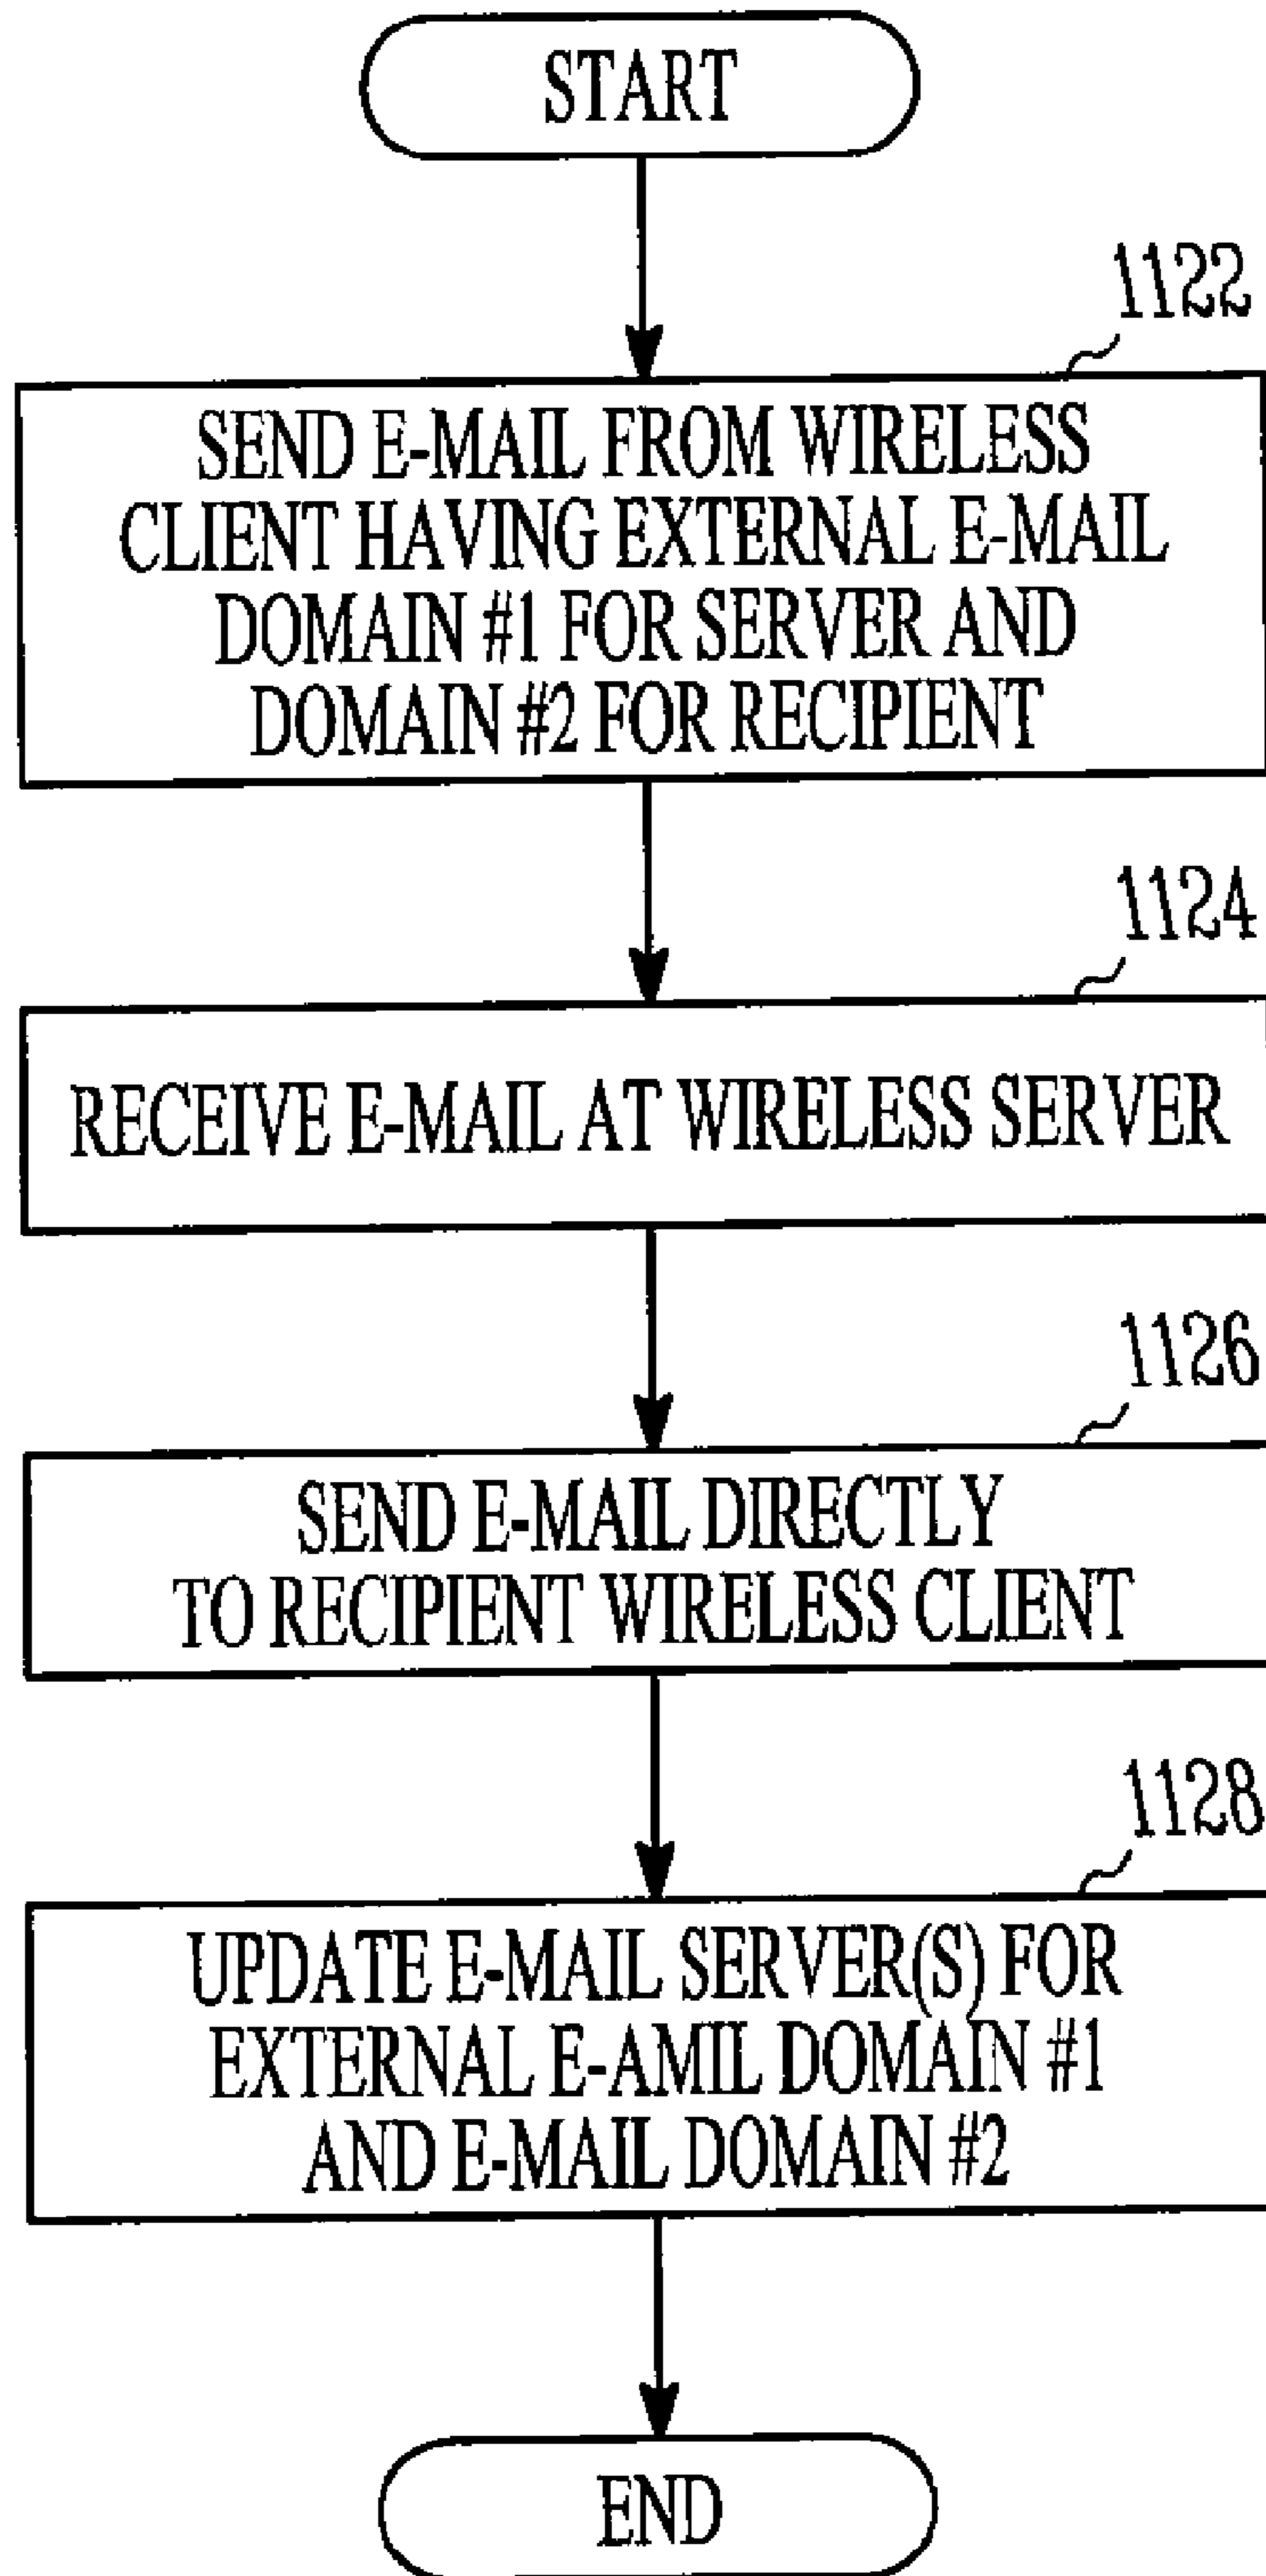 START
1122
SEND E-MAIL FROM WIRELESS
CLIENT HAVING EXTERNAL E-MAIL
DOMAIN #1 FOR SERVER AND
DOMAIN #2 FOR RECIPIENT
1124
RECEIVE E-MAIL AT WIRELESS SERVER
1126
SEND E-MAIL DIRECTLY
TO RECIPIENT WIRELESS CLIENT
1128
UPDATE E-MAIL SERVER(S) FOR
EXTERNAL E-AMIL DOMAIN #1
AND E-MAIL DOMAIN #2
END